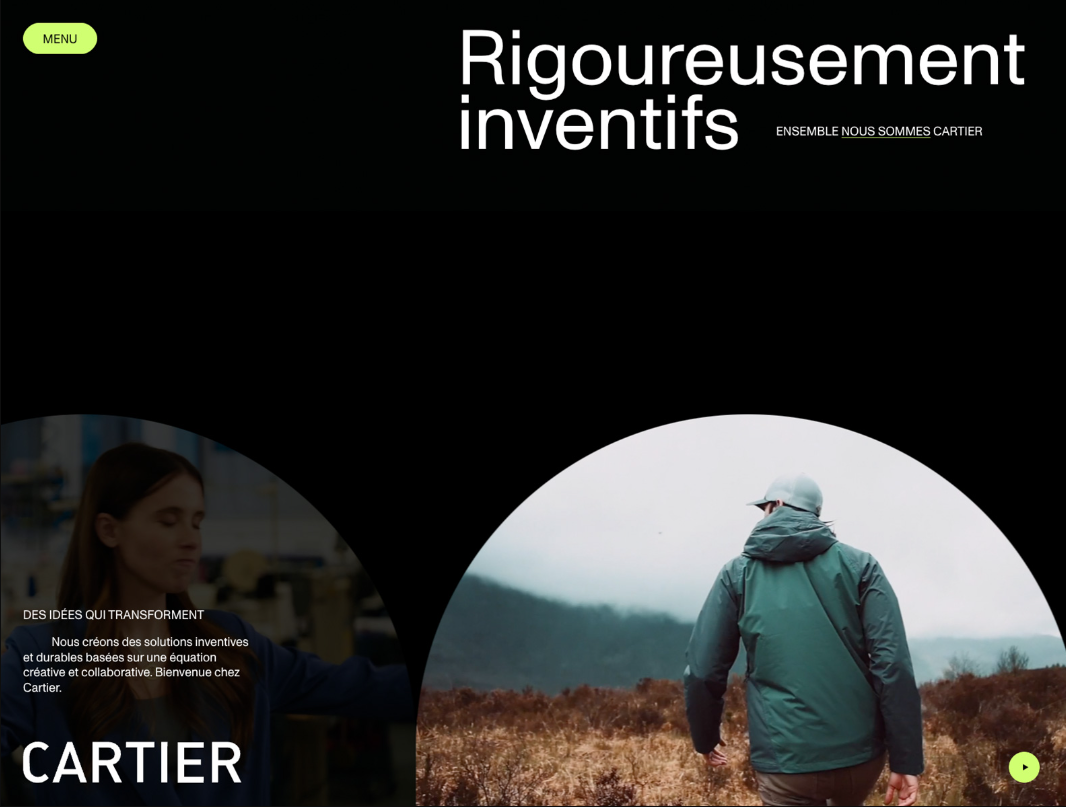 MENU
Rigoureusement
inventifs
ENSEMBLE NOUS SOMMES CARTIER
DES IDÉES QUI TRANSFORMENT
Nous créons des solutions inventives
et durables basées sur une équation
créative et collaborative. Bienvenue chez
Cartier.
CARTIER